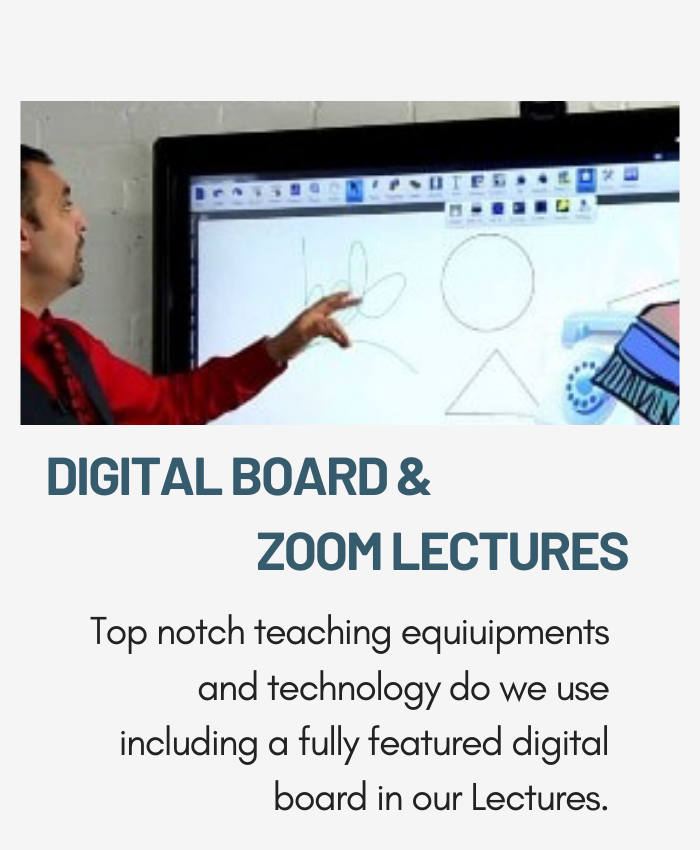 DIGITAL BOARD &
ZOOM LECTURES
Top notch teaching equiuipments
and technology do we use
including a fully featured digital
board in our Lectures.